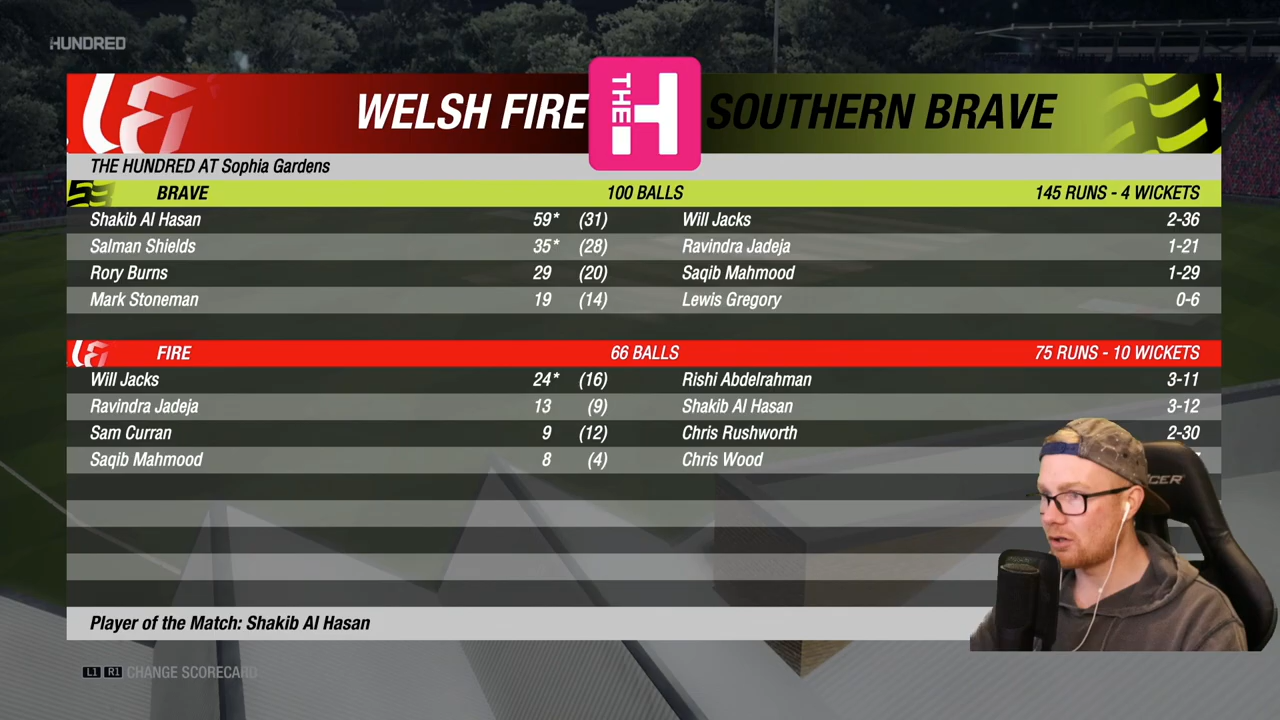 HUNDRED
WELSH FIRE THE H SOUTHERN BRAVE
THE HUNDRED AT Sophia Gardens
BRAVE 100 BALLS 145 RUNS - 4 WICKETS
Shakib Al Hasan 59* (31) Will Jacks 2-36
Salman Shields 35* (28) Ravindra Jadeja 1-21
Rory Burns 29 (20) Saqib Mahmood 1-29
Mark Stoneman 19 (14) Lewis Gregory 0-6
FIRE 66 BALLS 75 RUNS - 10 WICKETS
Will Jacks 24* (16) Rishi Abdelrahman 3-11
Ravindra Jadeja 13 (9) Shakib Al Hasan 3-12
Sam Curran 9 (12) Chris Rushworth 2-30
Saqib Mahmood 8 (4) Chris Wood
Player of the Match: Shakib Al Hasan
L1 R1 CHANGE SCORECARD